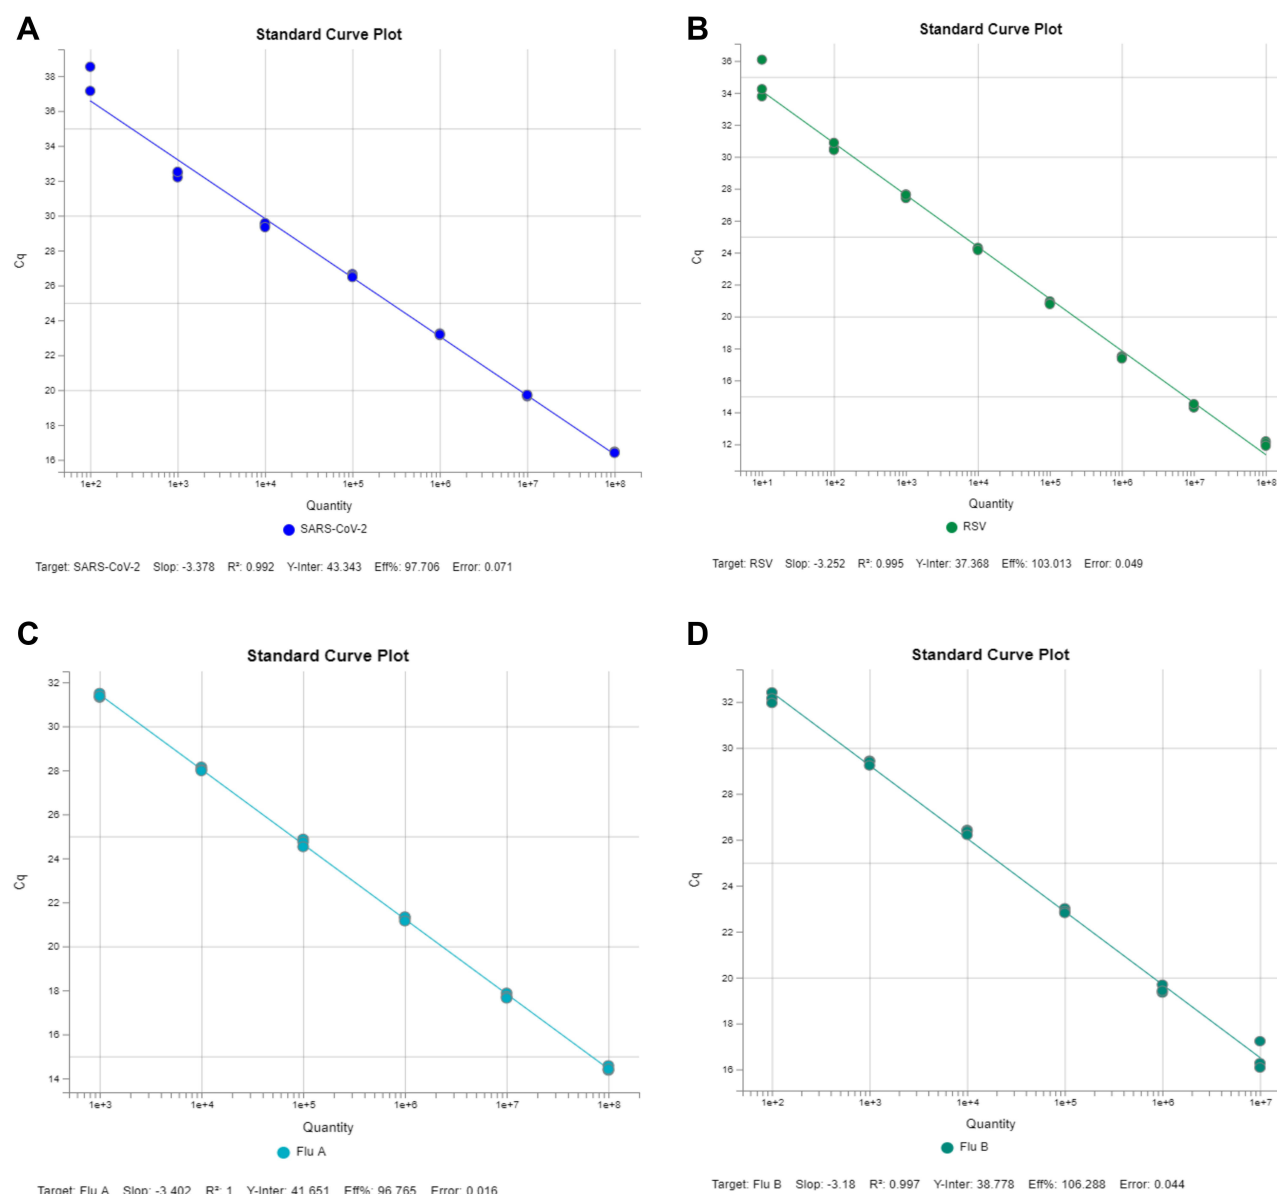 A
Standard Curve Plot
38
36
34
32
30
28
26
24
22
20
18
16
Cq
1e+2 1e+3 1e+4 1e+5 1e+6 1e+7 1e+8
Quantity
SARS-CoV-2
Target: SARS-CoV-2 Slop: -3.378 R²: 0.992 Y-Inter: 43.343 Eff%: 97.706 Error: 0.071
B
Standard Curve Plot
36
34
32
30
28
26
24
22
20
18
16
14
12
Cq
1e+1 1e+2 1e+3 1e+4 1e+5 1e+6 1e+7 1e+8
Quantity
RSV
Target: RSV Slop: -3.252 R²: 0.995 Y-Inter: 37.368 Eff%: 103.013 Error: 0.049
C
Standard Curve Plot
32
30
28
26
24
22
20
18
16
14
Cq
1e+3 1e+4 1e+5 1e+6 1e+7 1e+8
Quantity
Flu A
Target: Flu A Slop: -3.402 R²: 1 Y-Inter: 41.651 Eff%: 96.765 Error: 0.016
D
Standard Curve Plot
32
30
28
26
24
22
20
18
16
Cq
1e+2 1e+3 1e+4 1e+5 1e+6 1e+7
Quantity
Flu B
Target: Flu B Slop: -3.18 R²: 0.997 Y-Inter: 38.778 Eff%: 106.288 Error: 0.044